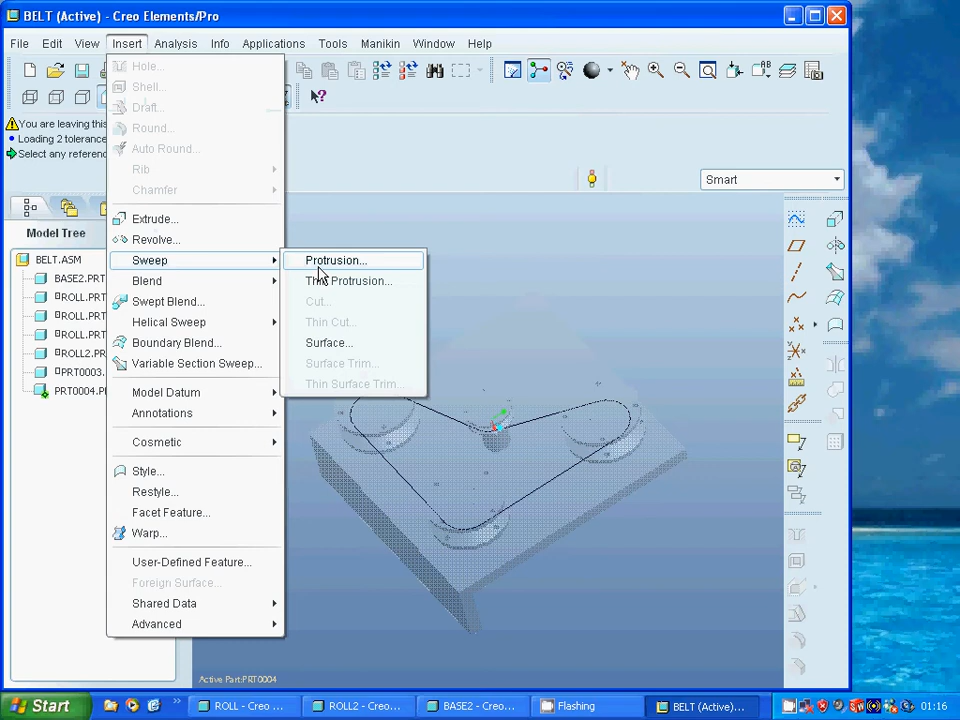 BELT (Active) - Creo Elements/Pro
File Edit View Insert Analysis Info Applications Tools Manikin Window Help
You are leaving this
Loading 2 tolerance
Select any referenc
Smart
Model Tree
BELT.ASM
BASE2.PRT
ROLL.PRT
ROLL.PRT
ROLL.PRT
ROLL2.PR
PRT0003.
PRT0004.P
Hole...
Shell...
Draft...
Round...
Auto Round...
Rib
Chamfer
Extrude...
Revolve...
Sweep
Blend
Swept Blend...
Helical Sweep
Boundary Blend...
Variable Section Sweep...
Model Datum
Annotations
Cosmetic
Style...
Restyle...
Facet Feature...
Warp...
User-Defined Feature...
Foreign Surface...
Shared Data
Advanced
Protrusion...
Thin Protrusion...
Cut...
Thin Cut...
Surface...
Surface Trim...
Thin Surface Trim...
Active Part:PRT0004
Start
ROLL - Creo ...
ROLL2 - Creo...
BASE2 - Creo...
Flashing
BELT (Active)...
01:16